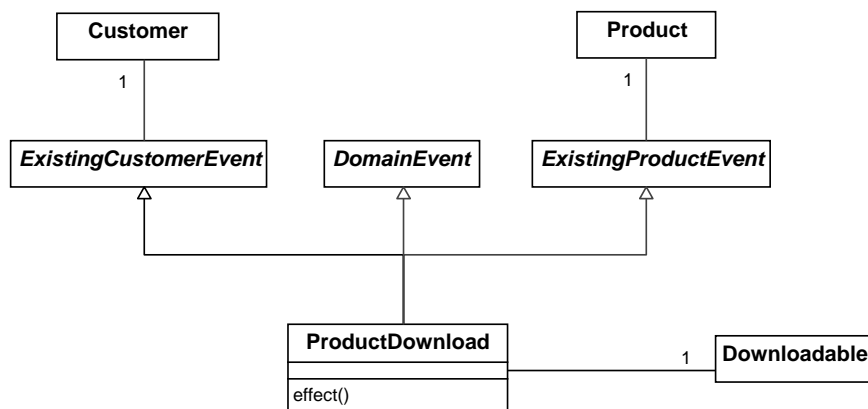 Customer
Product
1
1
ExistingCustomerEvent
DomainEvent
ExistingProductEvent
ProductDownload
effect()
1
Downloadable